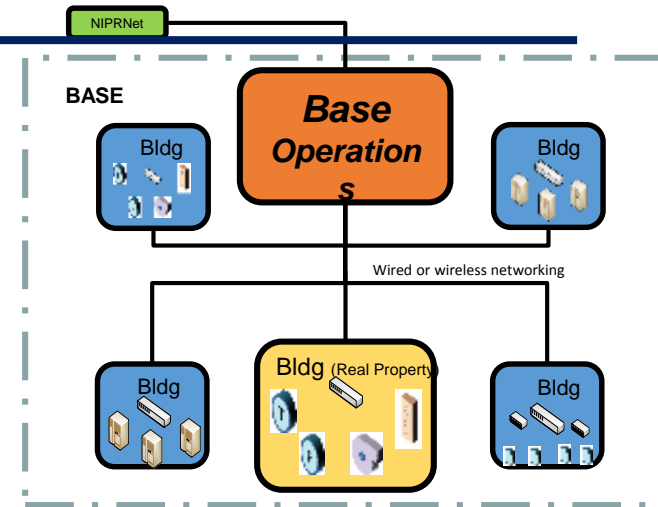 NIPRNet
BASE
Base
Operation
s
Bldg
Bldg
Wired or wireless networking
Bldg
Bldg (Real Property)
Bldg